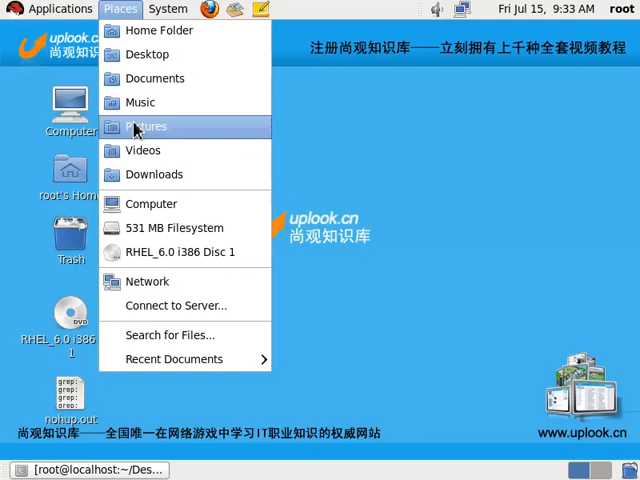 Applications Places System Fri Jul 15, 9:33 AM root
uplook.cn
尚观知识库
注册尚观知识库——立刻拥有上千种全套视频教程
Home Folder
Desktop
Documents
Music
Pictures
Videos
Downloads
Computer
531 MB Filesystem
RHEL_6.0 i386 Disc 1
Network
Connect to Server...
Search for Files...
Recent Documents
Computer
root's Hom
Trash
RHEL_6.0 i386
1
grep:
grep:
grep:
grep:
nohup.out
uplook.cn
尚观知识库
尚观知识库——全国唯一在网络游戏中学习IT职业知识的权威网站
www.uplook.cn
[root@localhost:~/Des...